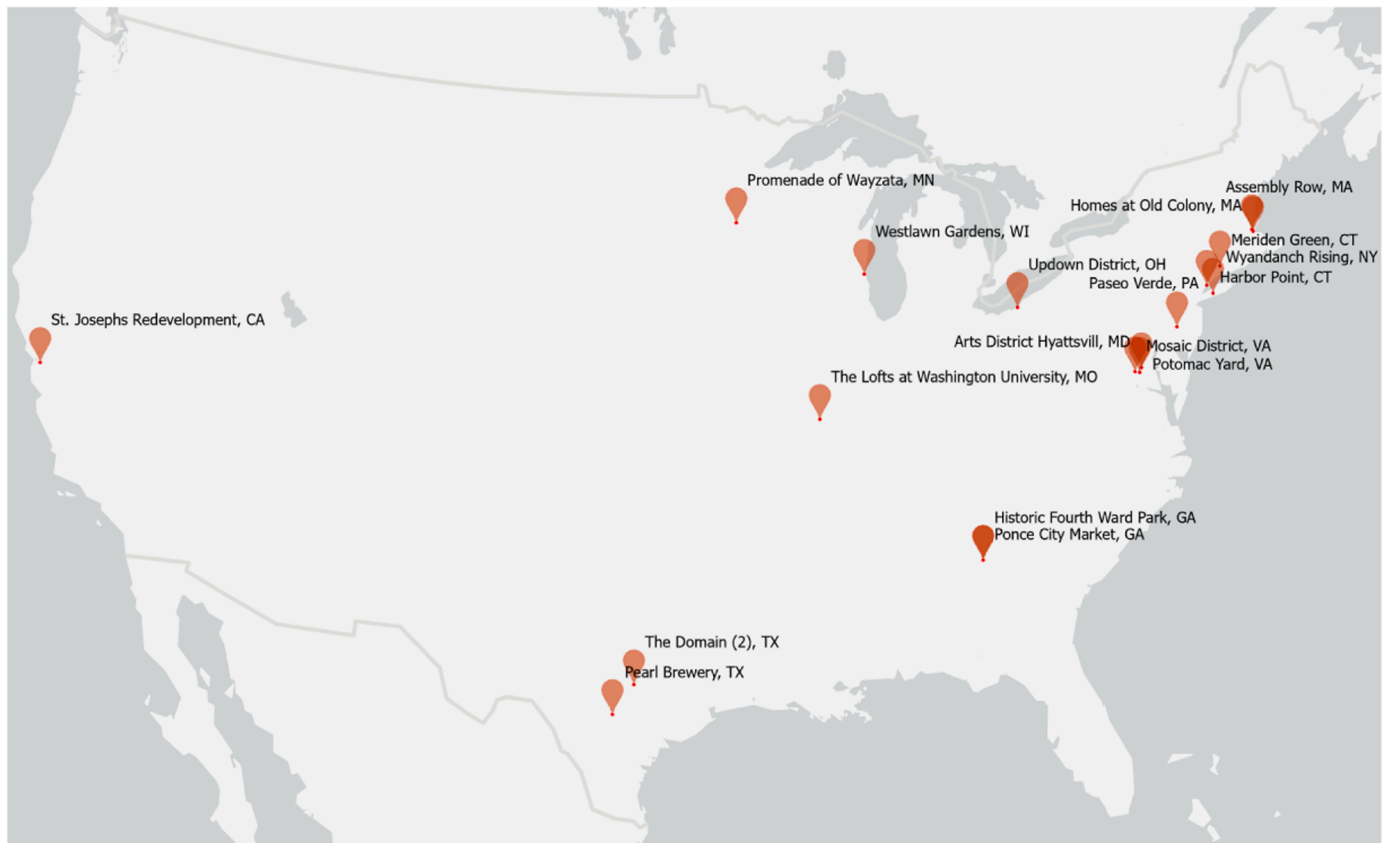 Promenade of Wayzata, MN
Assembly Row, MA
Homes at Old Colony, MA
Westlawn Gardens, WI
Meriden Green, CT
Wyandanch Rising, NY
Updown District, OH
Harbor Point, CT
Paseo Verde, PA
St. Josephs Redevelopment, CA
Arts District Hyattsvill, MD
Mosaic District, VA
Potomac Yard, VA
The Lofts at Washington University, MO
Historic Fourth Ward Park, GA
Ponce City Market, GA
The Domain (2), TX
Pearl Brewery, TX